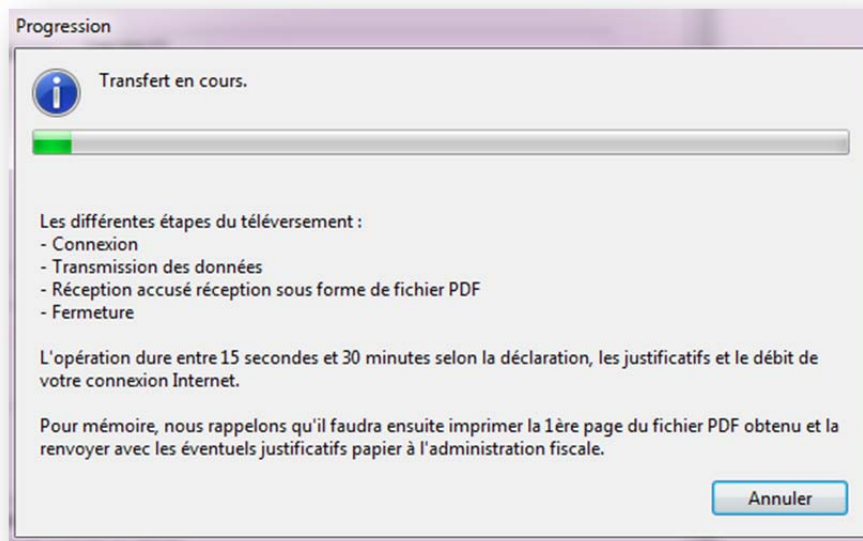 Progression
Transfert en cours.
Les différentes étapes du téléversement :
- Connexion
- Transmission des données
- Réception accusé réception sous forme de fichier PDF
- Fermeture
L'opération dure entre 15 secondes et 30 minutes selon la déclaration, les justificatifs et le débit de
votre connexion Internet.
Pour mémoire, nous rappelons qu'il faudra ensuite imprimer la 1ère page du fichier PDF obtenu et la
renvoyer avec les éventuels justificatifs papier à l'administration fiscale.
Annuler